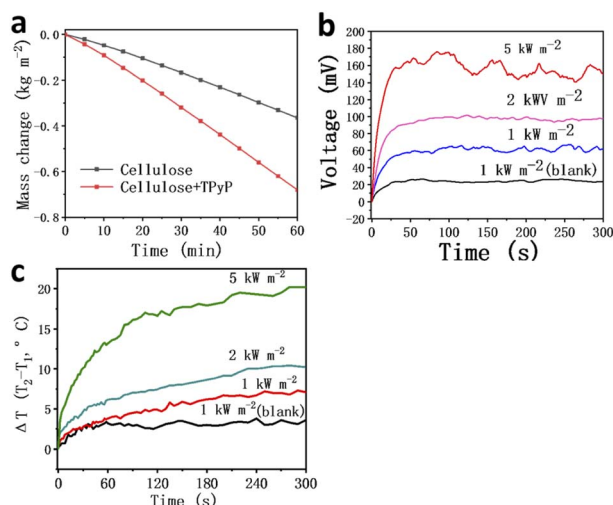 a
0.0
-0.2
-0.4
-0.6
-0.8
Mass change (kg m-2)
Cellulose
Cellulose+TPyP
0 10 20 30 40 50 60
Time (min)
b
200
180
160
140
120
100
80
60
40
20
0
-20
Voltage (mV)
5 kW m-2
2 kWV m-2
1 kW m-2
1 kW m-2(blank)
0 50 100 150 200 250 300
Time (s)
c
20
15
10
5
0
ΔT (T2-T1, ° C)
5 kW m-2
2 kW m-2
1 kW m-2
1 kW m-2(blank)
0 60 120 180 240 300
Time (s)